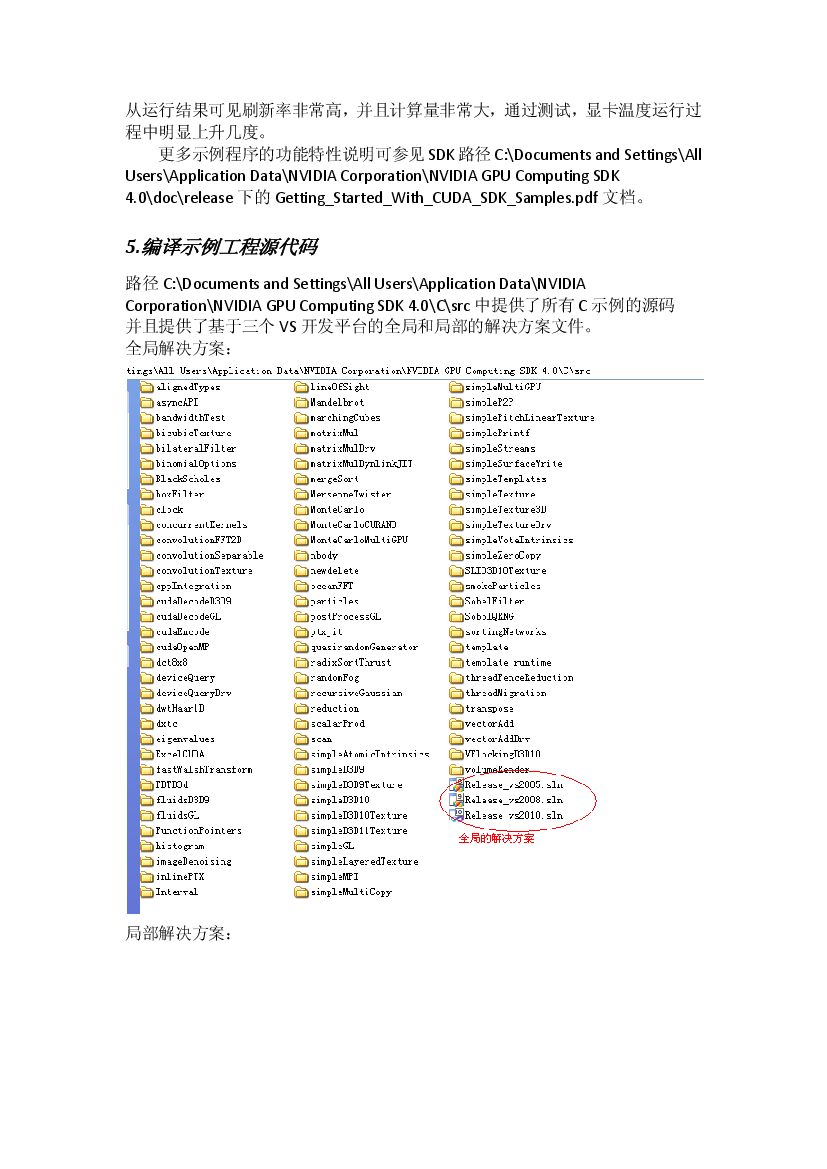 从运行结果可见刷新率非常高，并且计算量非常大，通过测试，显卡温度运行过
程中明显上升几度。
更多示例程序的功能特性说明可参见 SDK 路径 C:\Documents and Settings\All
Users\Application Data\NVIDIA Corporation\NVIDIA GPU Computing SDK
4.0\doc\release 下的 Getting_Started_With_CUDA_SDK_Samples.pdf 文档。
5.编译示例工程源代码
路径 C:\Documents and Settings\All Users\Application Data\NVIDIA
Corporation\NVIDIA GPU Computing SDK 4.0\C\src 中提供了所有 C 示例的源码
并且提供了基于三个 VS 开发平台的全局和局部的解决方案文件。
全局解决方案：
tings\All Users\Application Data\NVIDIA Corporation\NVIDIA GPU Computing SDK 4.0\C\src
alignedTypes
asyncAPI
bandwidthTest
bicubicTexture
bilateralFilter
binomialOptions
BlackScholes
boxFilter
clock
concurrentKernels
convolutionFFT2D
convolutionSeparable
convolutionTexture
cppIntegration
cudaDecodeD3D9
cudaDecodeGL
cudaEncode
cudaOpenMP
dct8x8
deviceQuery
deviceQueryDrv
dwtHaar1D
dxtc
eigenvalues
ExcelCUDA
fastWalshTransform
FDTD3d
fluidsD3D9
fluidsGL
FunctionPointers
histogram
imageDenoising
inlinePTX
Interval
lineOfSight
Mandelbrot
marchingCubes
matrixMul
matrixMulDrv
matrixMulDynlinkJIT
mergeSort
MersenneTwister
MonteCarlo
MonteCarloCURAND
MonteCarloMultiGPU
nbody
newdelete
oceanFFT
particles
postProcessGL
ptxjit
quasirandomGenerator
radixSortThrust
randomFog
recursiveGaussian
reduction
scalarProd
scan
simpleAtomicIntrinsics
simpleD3D9
simpleD3D9Texture
simpleD3D10
simpleD3D10Texture
simpleD3D11Texture
simpleGL
simpleLayeredTexture
simpleMPI
simpleMultiCopy
simpleMultiGPU
simpleP2P
simplePitchLinearTexture
simplePrintf
simpleStreams
simpleSurfaceWrite
simpleTemplates
simpleTexture
simpleTexture3D
simpleTextureDrv
simpleVoteIntrinsics
simpleZeroCopy
SLID3D10Texture
smokeParticles
SobelFilter
SobolQRNG
sortingNetworks
template
template_runtime
threadFenceReduction
threadMigration
transpose
vectorAdd
vectorAddDrv
VFlockingD3D10
volumeRender
Release_vs2005.sln
Release_vs2008.sln
Release_vs2010.sln
全局的解决方案
局部解决方案：